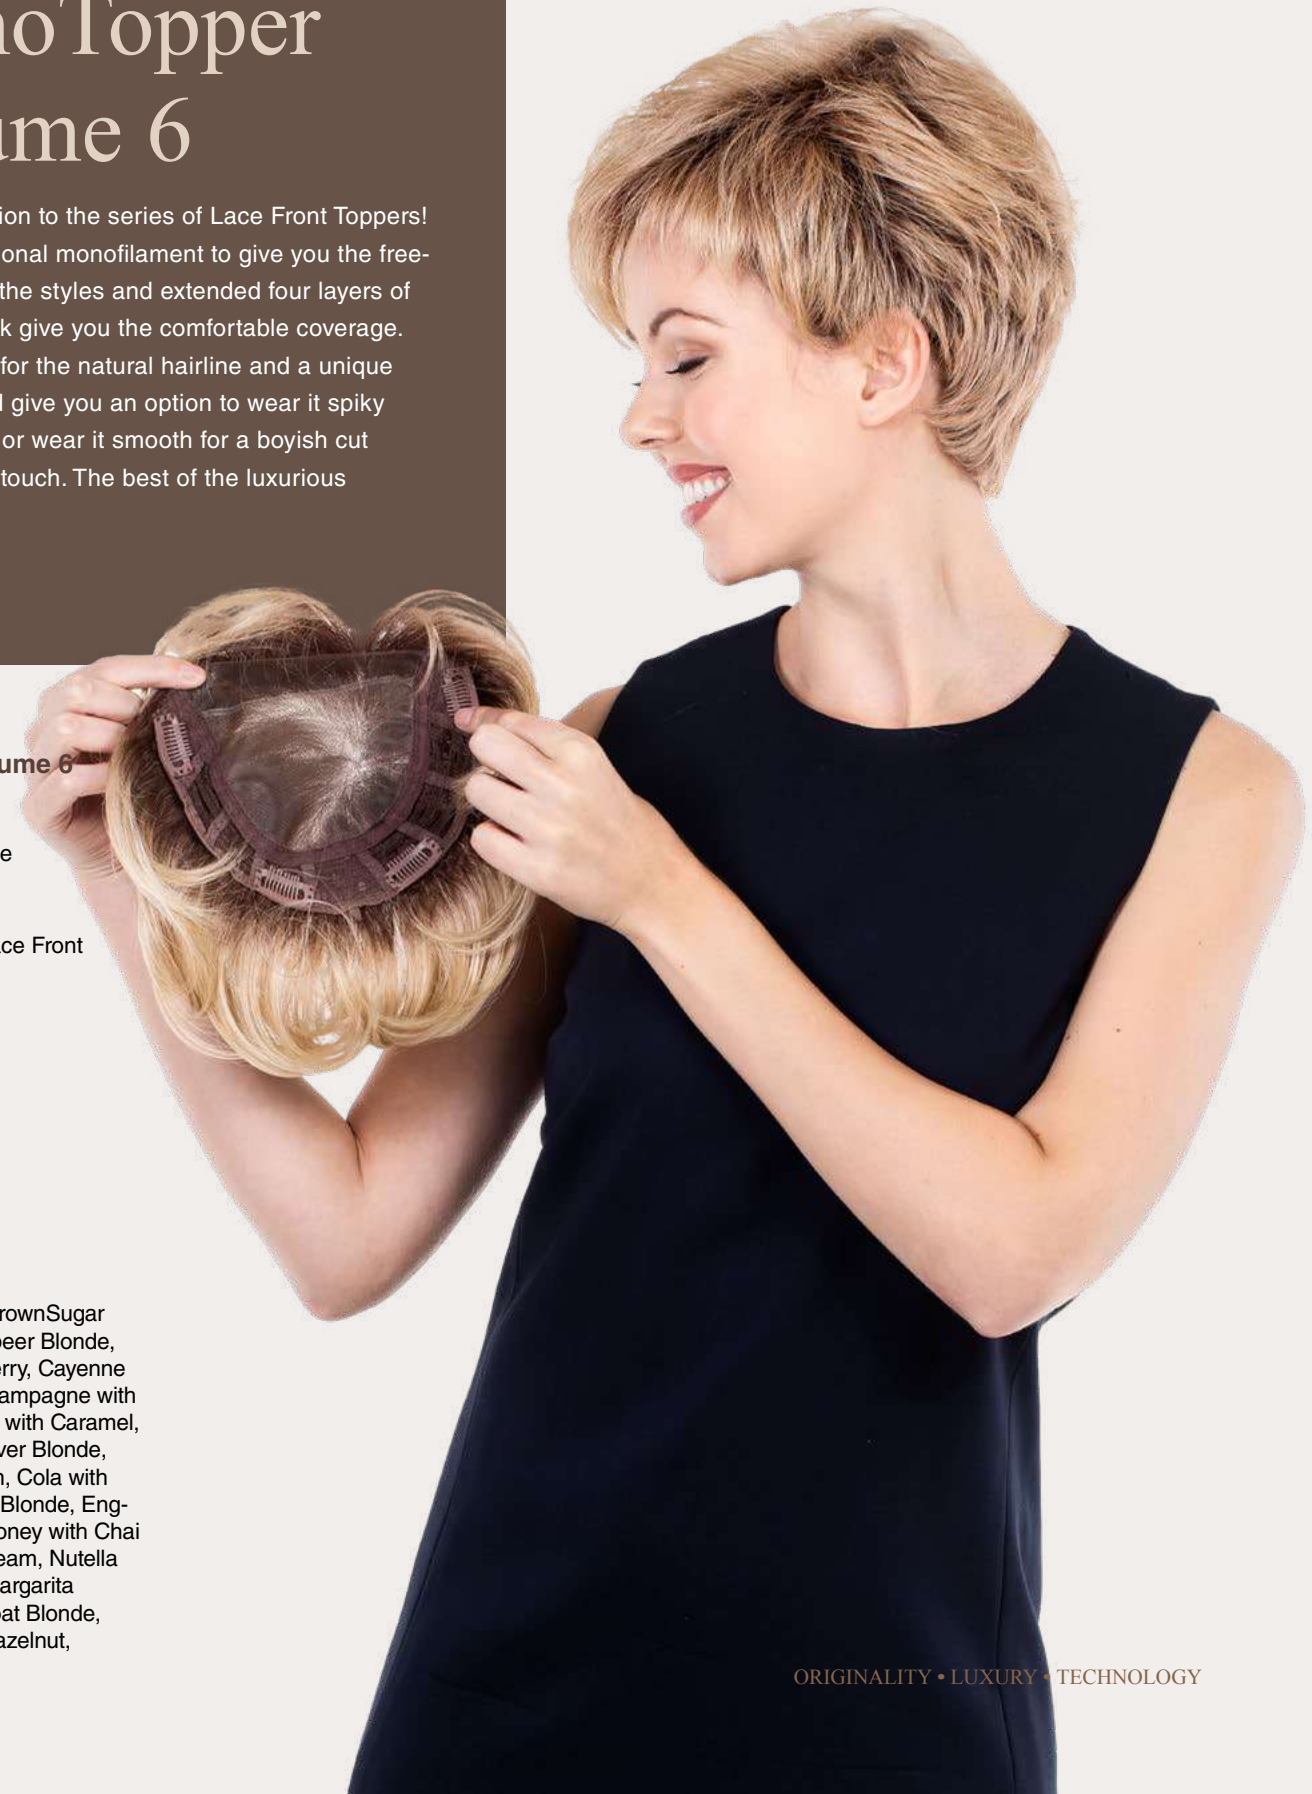 noTopper
ume 6
ion to the series of Lace Front Toppers!
onal monofilament to give you the free-
the styles and extended four layers of
k give you the comfortable coverage.
for the natural hairline and a unique
l give you an option to wear it spiky
or wear it smooth for a boyish cut
touch. The best of the luxurious
ume 6
e
ce Front
rownSugar
beer Blonde,
erry, Cayenne
ampagne with
with Caramel,
ver Blonde,
n, Cola with
Blonde, Eng-
oney with Chai
eam, Nutella
argarita
oat Blonde,
azelnut,
ORIGINALITY • LUXURY • TECHNOLOGY